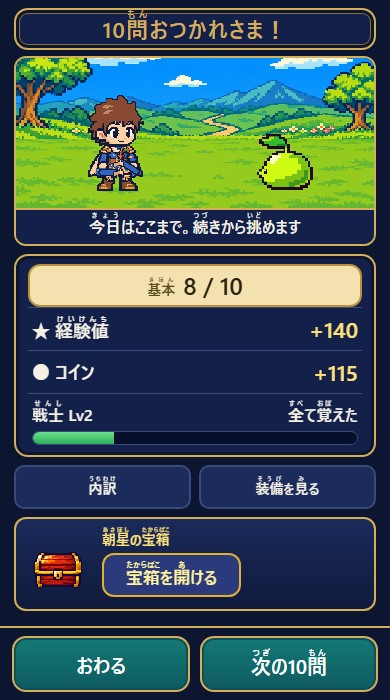 10問おつかれさま！
今日はここまで。続きから挑めます
基本 8 / 10
★ 経験値 +140
● コイン +115
戦士 Lv2 全て覚えた
内訳 装備を見る
朝星の宝箱
宝箱を開ける
おわる 次の10問